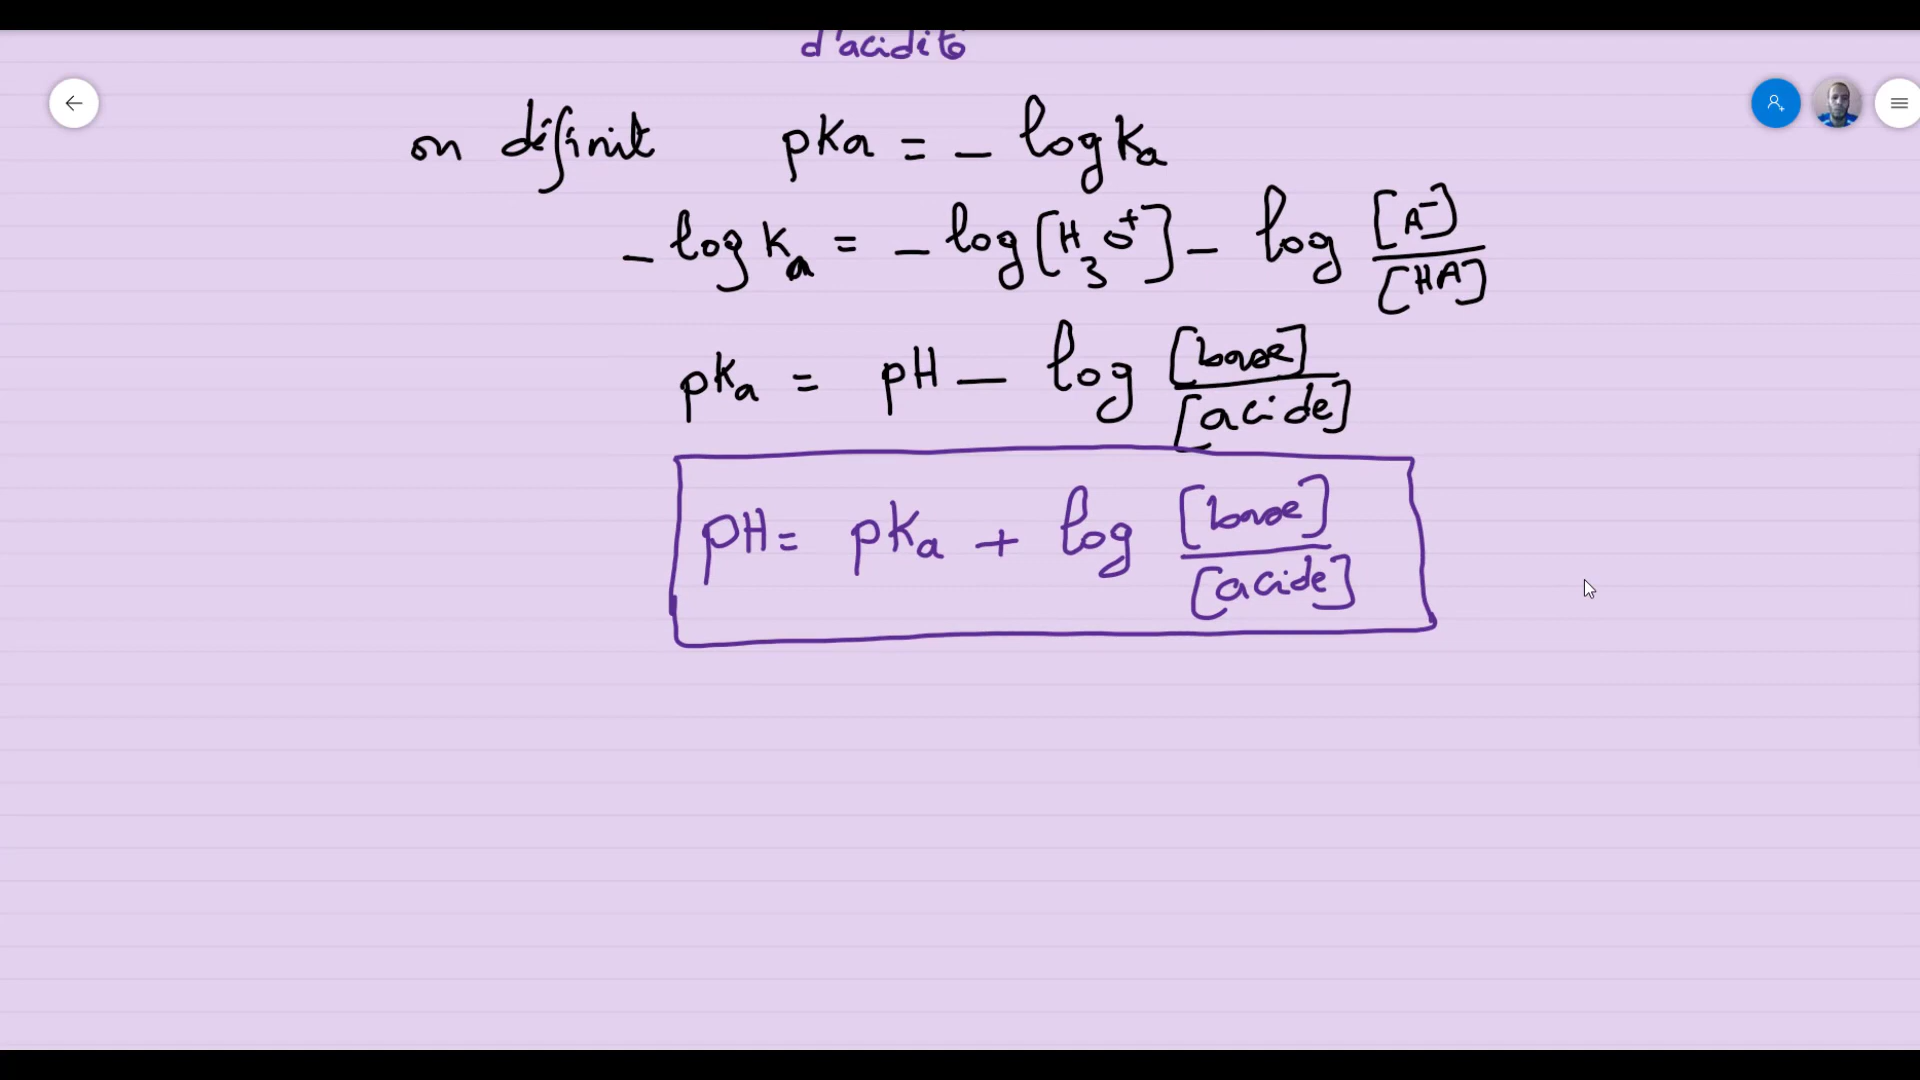 d'acidité
on définit pKa = - log Ka
- log Ka = - log [H3O+] - log [A-]/[HA]
pKa = pH - log [base]/[acide]
pH = pKa + log [base]/[acide]